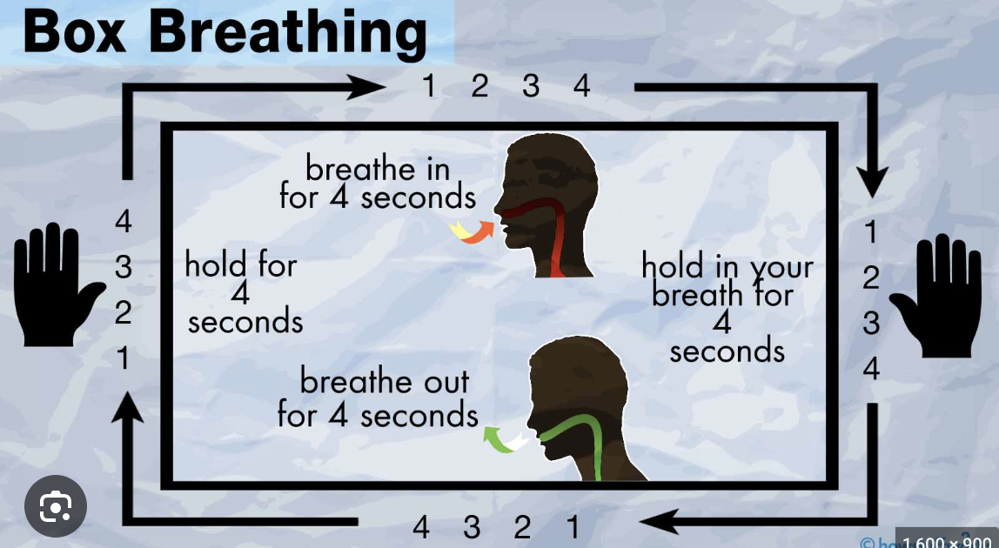 Box Breathing
1 2 3 4
breathe in
for 4 seconds
4
3
2
1
hold for
4
seconds
hold in your
breath for
4
seconds
1
2
3
4
breathe out
for 4 seconds
4 3 2 1
©
1,600 × 900